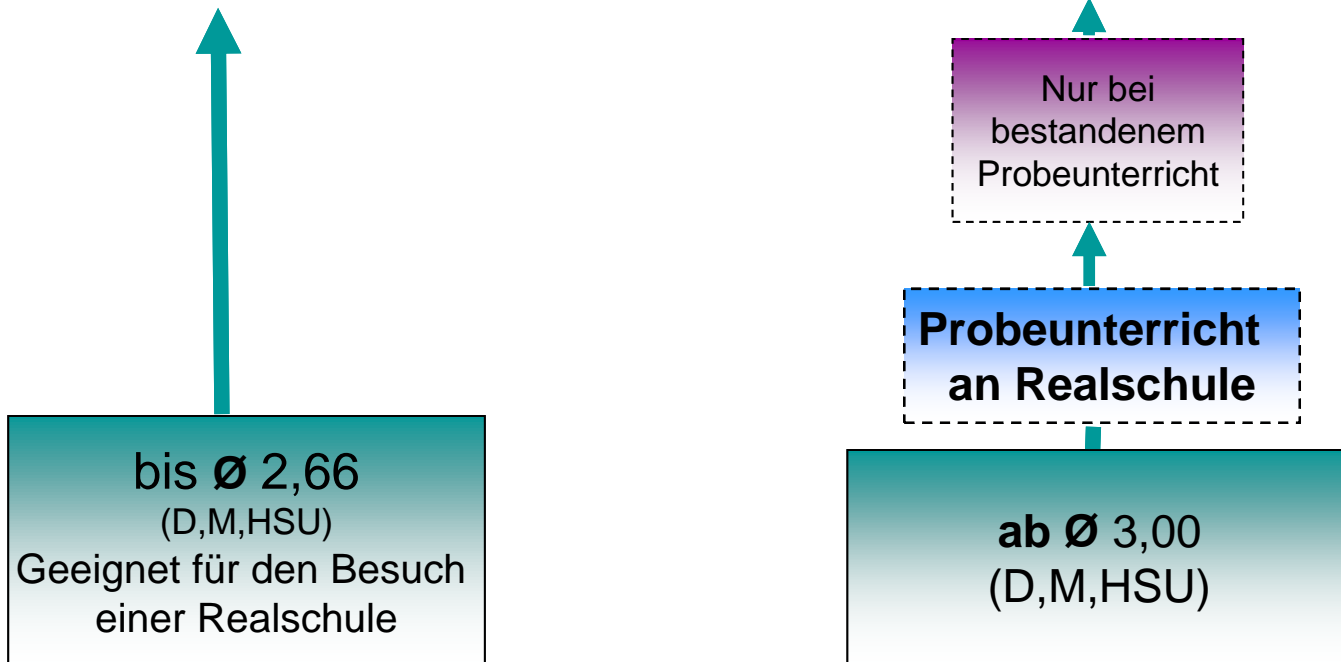 Nur bei
bestandenem
Probeunterricht
Probeunterricht
an Realschule
bis Ø 2,66
(D,M,HSU)
Geeignet für den Besuch
einer Realschule
ab Ø 3,00
(D,M,HSU)